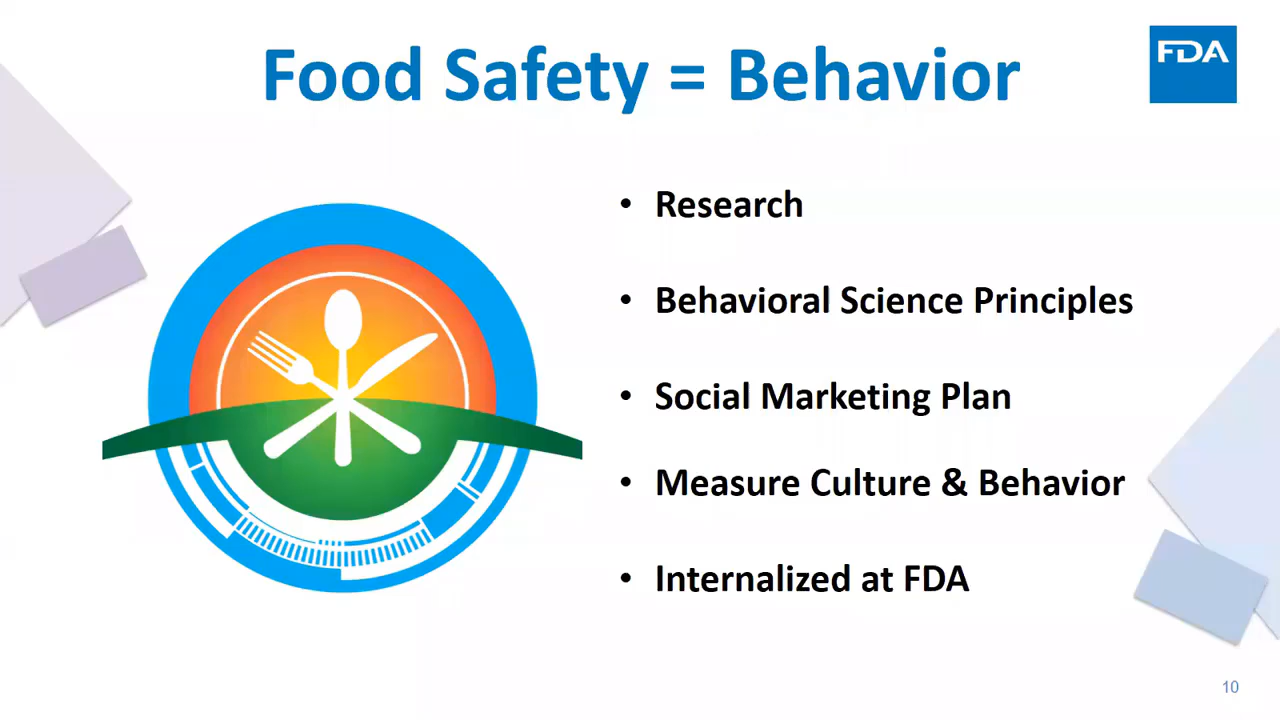 Food Safety = Behavior
FDA
• Research
• Behavioral Science Principles
• Social Marketing Plan
• Measure Culture & Behavior
• Internalized at FDA
10